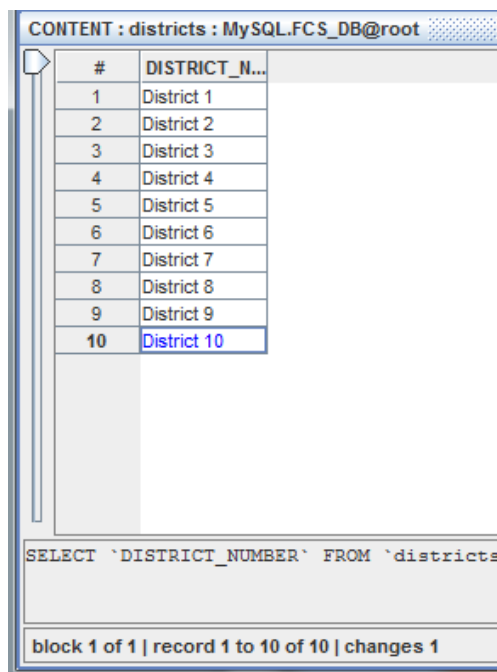 CONTENT : districts : MySQL.FCS_DB@root
# DISTRICT_N...
1 District 1
2 District 2
3 District 3
4 District 4
5 District 5
6 District 6
7 District 7
8 District 8
9 District 9
10 District 10
SELECT `DISTRICT_NUMBER` FROM `districts
block 1 of 1 | record 1 to 10 of 10 | changes 1